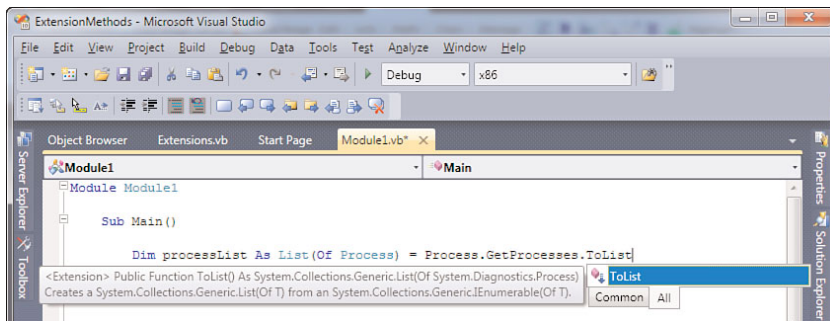 ExtensionMethods - Microsoft Visual Studio
File Edit View Project Build Debug Data Tools Test Analyze Window Help
Debug x86
Object Browser Extensions.vb Start Page Module1.vb* ×
Module1 Main
Module Module1
Sub Main()
Dim processList As List(Of Process) = Process.GetProcesses.ToList
<Extension> Public Function ToList() As System.Collections.Generic.List(Of System.Diagnostics.Process)
Creates a System.Collections.Generic.List(Of T) from an System.Collections.Generic.IEnumerable(Of T).
ToList
Common All
Server Explorer
Toolbox
Properties
Solution Explorer